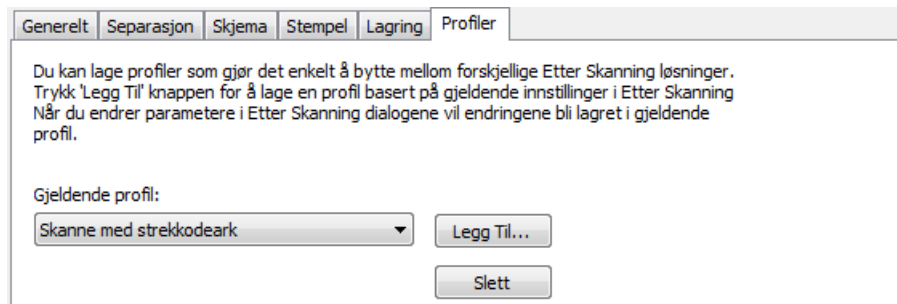 Generelt Separasjon Skjema Stempel Lagring Profiler
Du kan lage profiler som gjør det enkelt å bytte mellom forskjellige Etter Skanning løsninger.
Trykk 'Legg Til' knappen for å lage en profil basert på gjeldende innstillinger i Etter Skanning
Når du endrer parametere i Etter Skanning dialogene vil endringene bli lagret i gjeldende
profil.
Gjeldende profil:
Skanne med strekkodeark
Legg Til...
Slett